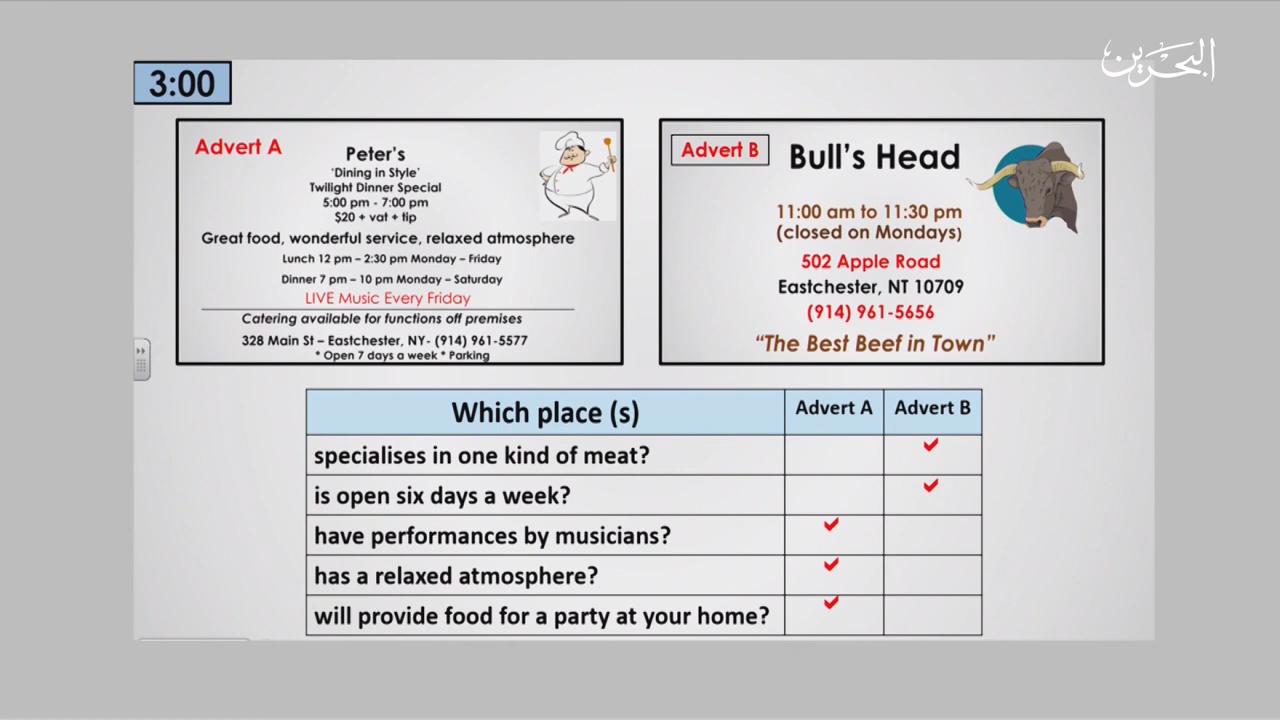 البحرين
3:00
Advert A
Peter's
'Dining in Style'
Twilight Dinner Special
5:00 pm - 7:00 pm
$20 + vat + tip
Great food, wonderful service, relaxed atmosphere
Lunch 12 pm – 2:30 pm Monday – Friday
Dinner 7 pm – 10 pm Monday – Saturday
LIVE Music Every Friday
Catering available for functions off premises
328 Main St – Eastchester, NY- (914) 961-5577
* Open 7 days a week * Parking
Advert B
Bull's Head
11:00 am to 11:30 pm
(closed on Mondays)
502 Apple Road
Eastchester, NT 10709
(914) 961-5656
"The Best Beef in Town"
Which place (s) Advert A Advert B
specialises in one kind of meat?
is open six days a week?
have performances by musicians?
has a relaxed atmosphere?
will provide food for a party at your home?